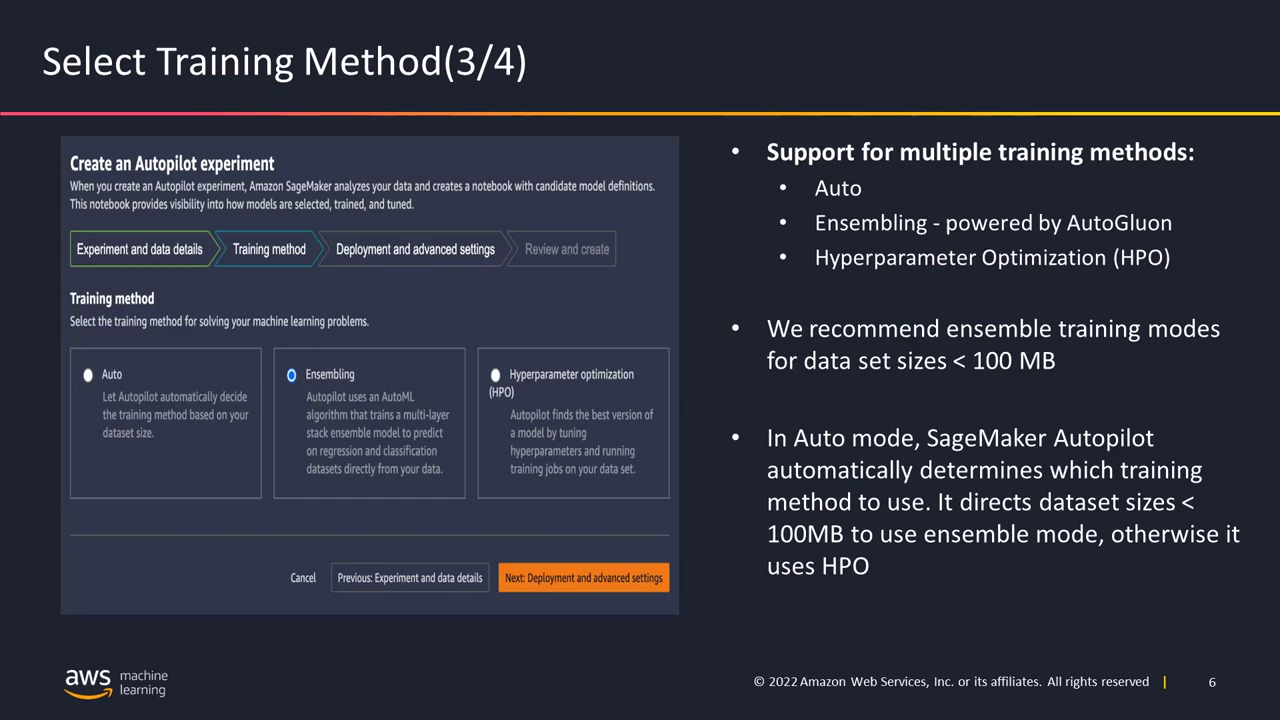 Select Training Method(3/4)
Create an Autopilot experiment
When you create an Autopilot experiment, Amazon SageMaker analyzes your data and creates a notebook with candidate model definitions.
This notebook provides visibility into how models are selected, trained, and tuned.
Experiment and data details
Training method
Deployment and advanced settings
Review and create
Training method
Select the training method for solving your machine learning problems.
Auto
Let Autopilot automatically decide
the training method based on your
dataset size.
Ensembling
Autopilot uses an AutoML
algorithm that trains a multi-layer
stack ensemble model to predict
on regression and classification
datasets directly from your data.
Hyperparameter optimization
(HPO)
Autopilot finds the best version of
a model by tuning
hyperparameters and running
training jobs on your data set.
Cancel
Previous: Experiment and data details
Next: Deployment and advanced settings
• Support for multiple training methods:
• Auto
• Ensembling - powered by AutoGluon
• Hyperparameter Optimization (HPO)
• We recommend ensemble training modes
for data set sizes < 100 MB
• In Auto mode, SageMaker Autopilot
automatically determines which training
method to use. It directs dataset sizes <
100MB to use ensemble mode, otherwise it
uses HPO
aws machine
learning
© 2022 Amazon Web Services, Inc. or its affiliates. All rights reserved |
6